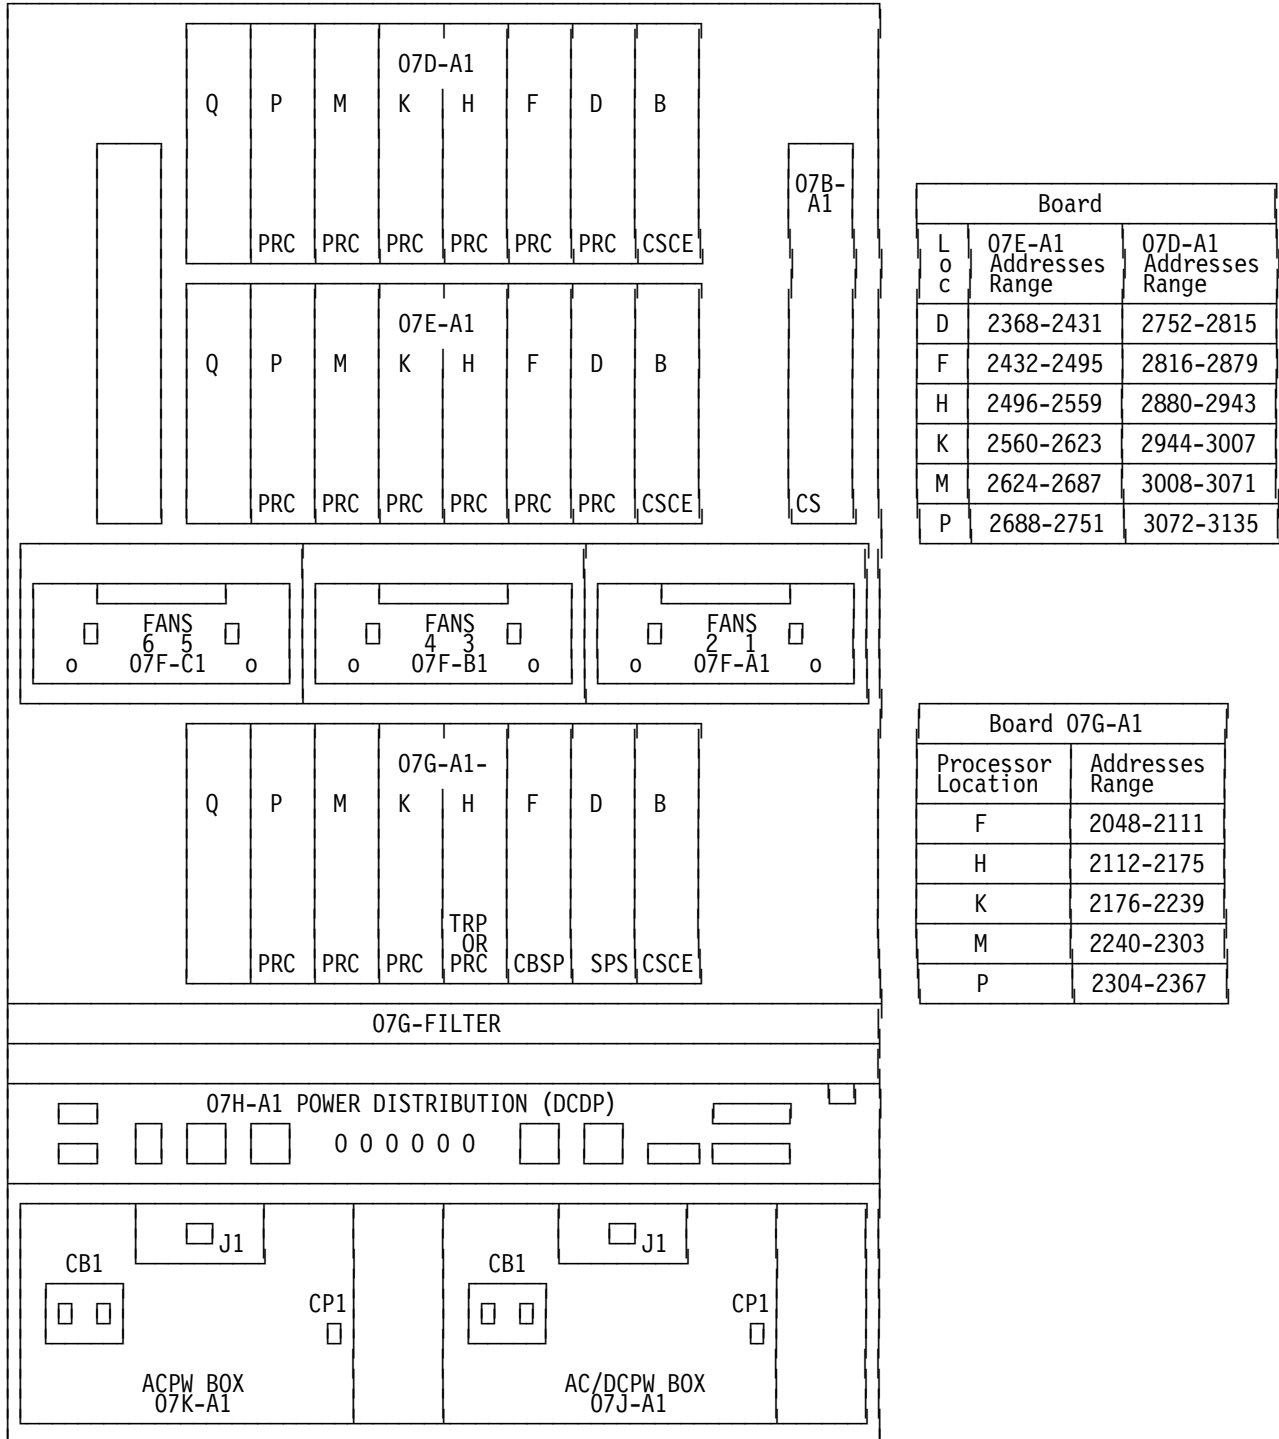 07D-A1
Q P M K H F D B
PRC PRC PRC PRC PRC PRC CSCE
07B-
A1
CS
07E-A1
Q P M K H F D B
PRC PRC PRC PRC PRC PRC CSCE
FANS
6 5
07F-C1
o o
FANS
4 3
07F-B1
o o
FANS
2 1
07F-A1
o o
07G-A1-
Q P M K H F D B
TRP
OR
PRC PRC PRC PRC CBSP SPS CSCE
07G-FILTER
07H-A1 POWER DISTRIBUTION (DCDP)
O O O O O O
J1
CB1
CP1
ACPW BOX
07K-A1
J1
CB1
CP1
AC/DCPW BOX
07J-A1
Board
Loc 07E-A1 Addresses Range 07D-A1 Addresses Range
D 2368-2431 2752-2815
F 2432-2495 2816-2879
H 2496-2559 2880-2943
K 2560-2623 2944-3007
M 2624-2687 3008-3071
P 2688-2751 3072-3135
Board 07G-A1
Processor Location Addresses Range
F 2048-2111
H 2112-2175
K 2176-2239
M 2240-2303
P 2304-2367